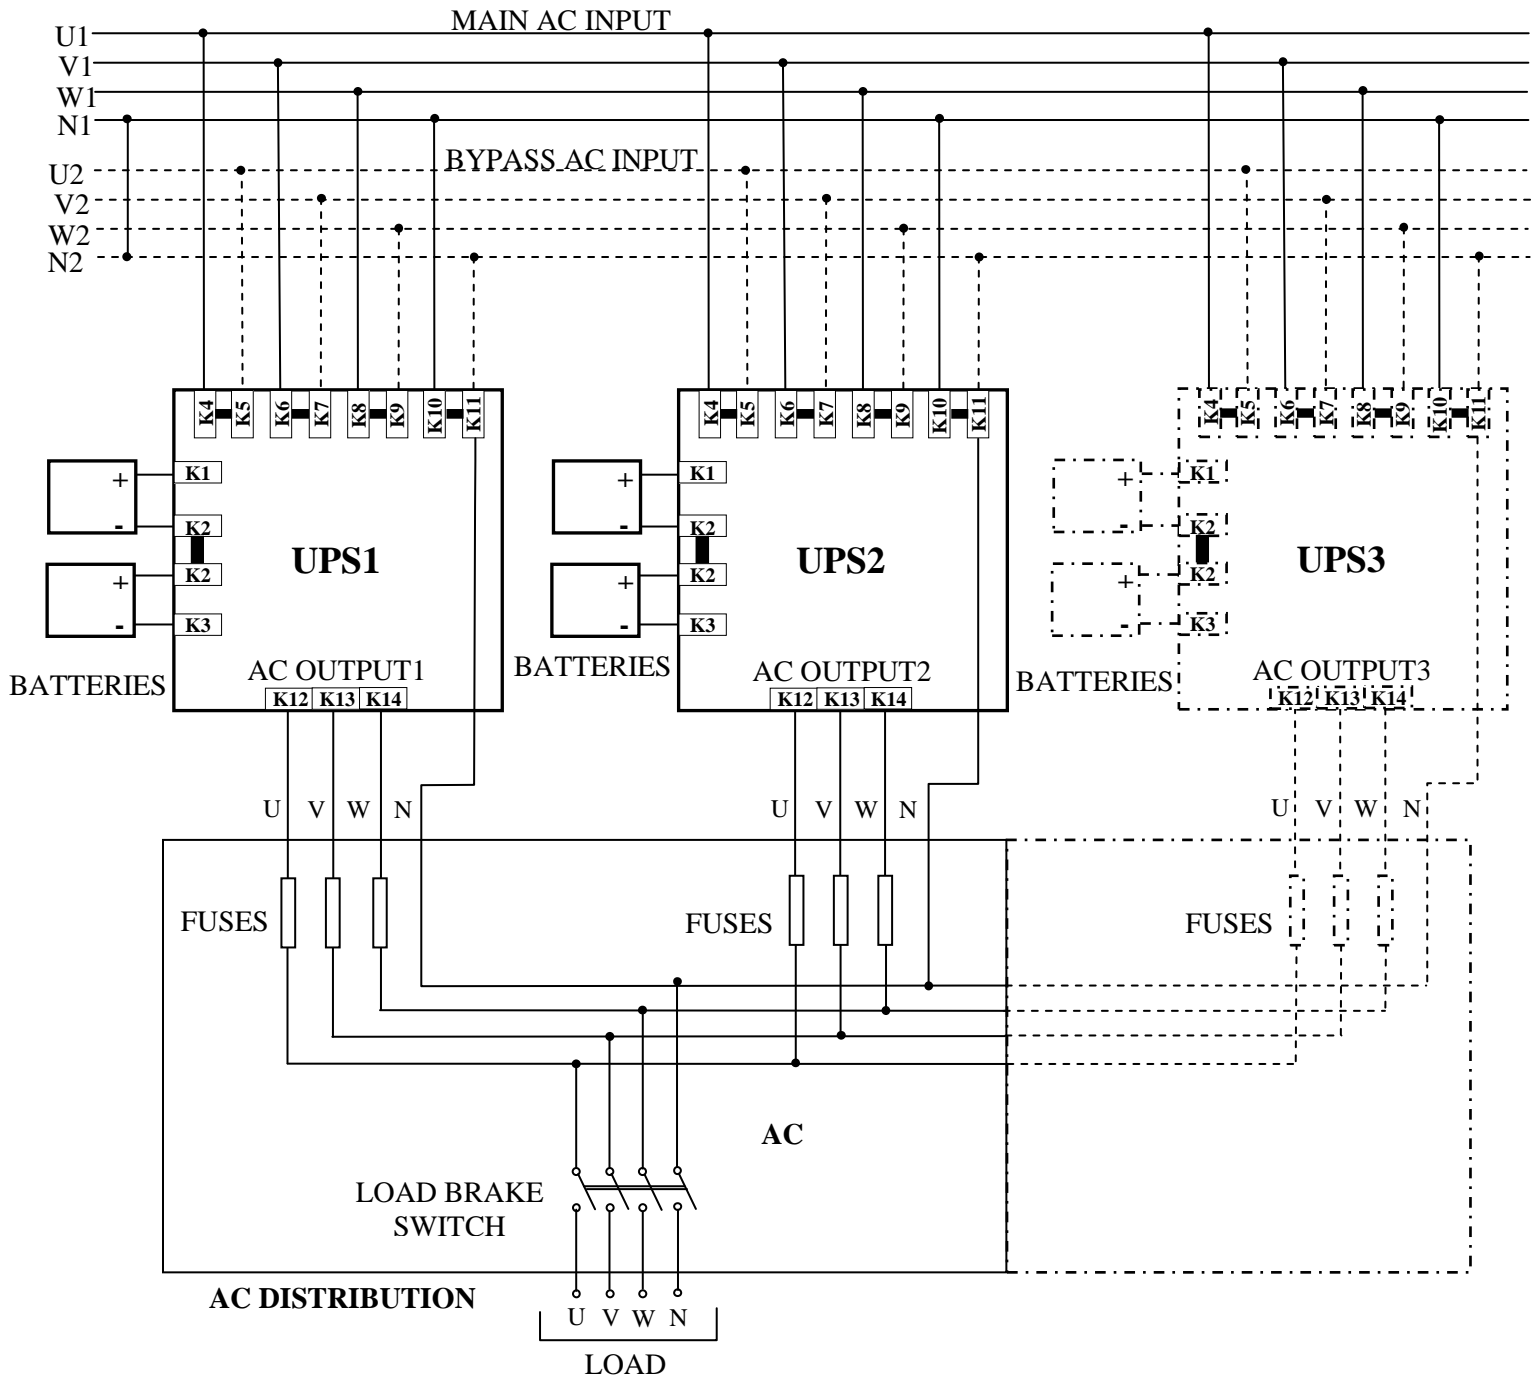 MAIN AC INPUT
U1
V1
W1
N1
BYPASS AC INPUT
U2
V2
W2
N2
K4 K5 K6 K7 K8 K9 K10 K11
K4 K5 K6 K7 K8 K9 K10 K11
K4 K5 K6 K7 K8 K9 K10 K11
+ K1
- K2
UPS1
+ K2
- K3
BATTERIES
AC OUTPUT1
K12 K13 K14
+ K1
- K2
UPS2
+ K2
- K3
BATTERIES
AC OUTPUT2
K12 K13 K14
+ K1
- K2
UPS3
+ K2
- K3
BATTERIES
AC OUTPUT3
K12 K13 K14
U V W N
U V W N
U V W N
FUSES
FUSES
FUSES
AC
LOAD BRAKE
SWITCH
AC DISTRIBUTION
U V W N
LOAD